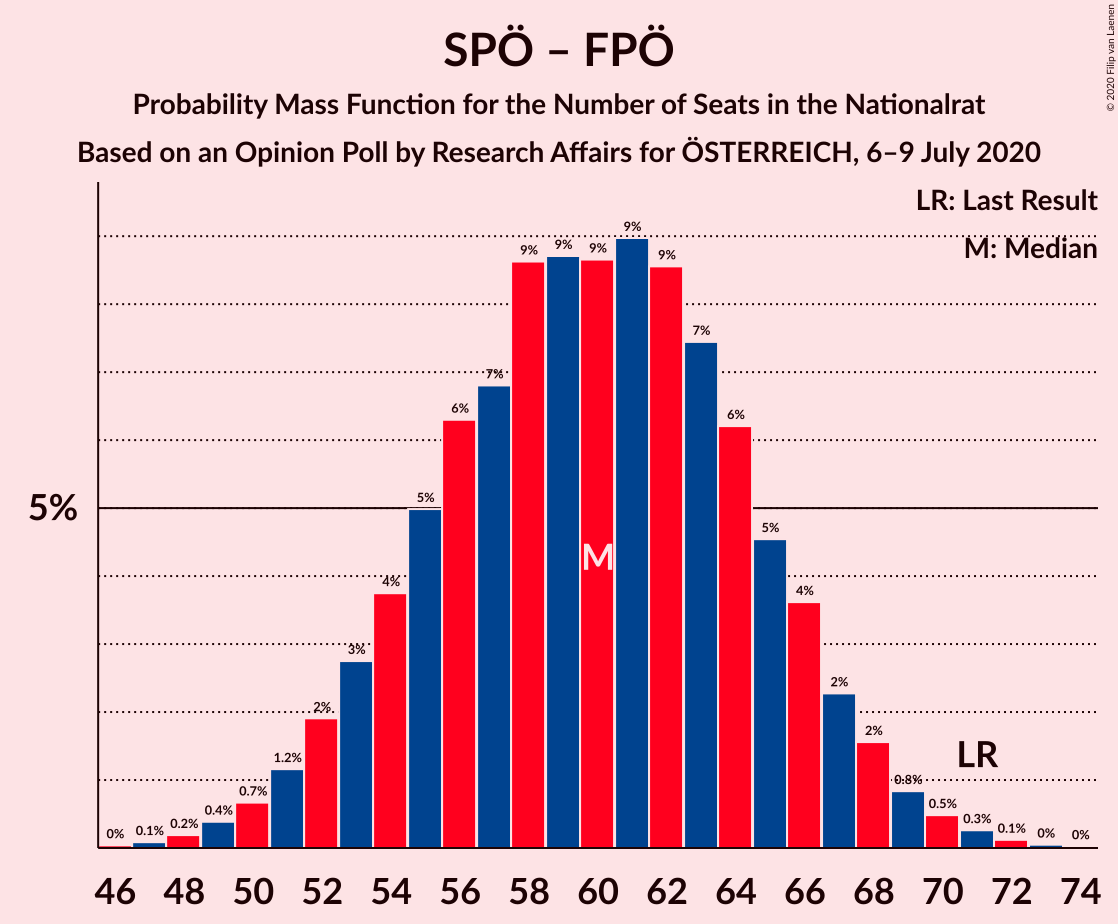 SPÖ – FPÖ
Probability Mass Function for the Number of Seats in the Nationalrat
Based on an Opinion Poll by Research Affairs for ÖSTERREICH, 6–9 July 2020
© 2020 Filip van Laenen
LR: Last Result
M: Median
5%
0% 0.1% 0.2% 0.4% 0.7% 1.2% 2% 3% 4% 5% 6% 7% 9% 9% 9% 9% 9% 7% 6% 5% 4% 2% 2% 0.8% 0.5% 0.3% 0.1% 0% 0%
M
LR
46 48 50 52 54 56 58 60 62 64 66 68 70 72 74